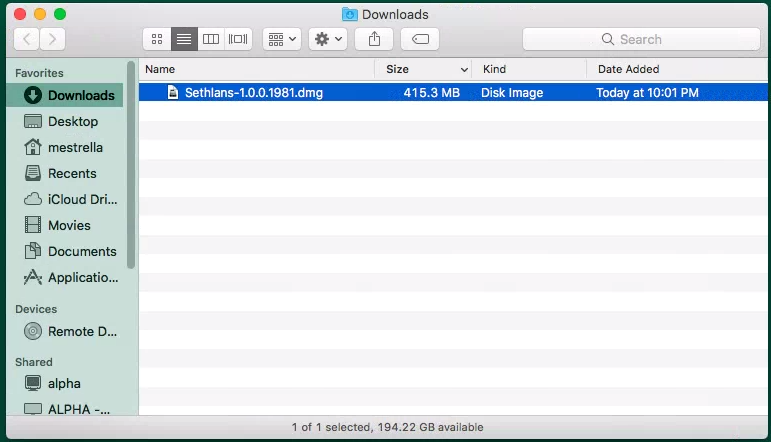 Downloads
Search
Favorites
Downloads
Desktop
mestrella
Recents
iCloud Dri...
Movies
Documents
Applicatio...
Devices
Remote D...
Shared
alpha
ALPHA -...
Name Size Kind Date Added
Sethlans-1.0.0.1981.dmg 415.3 MB Disk Image Today at 10:01 PM
1 of 1 selected, 194.22 GB available